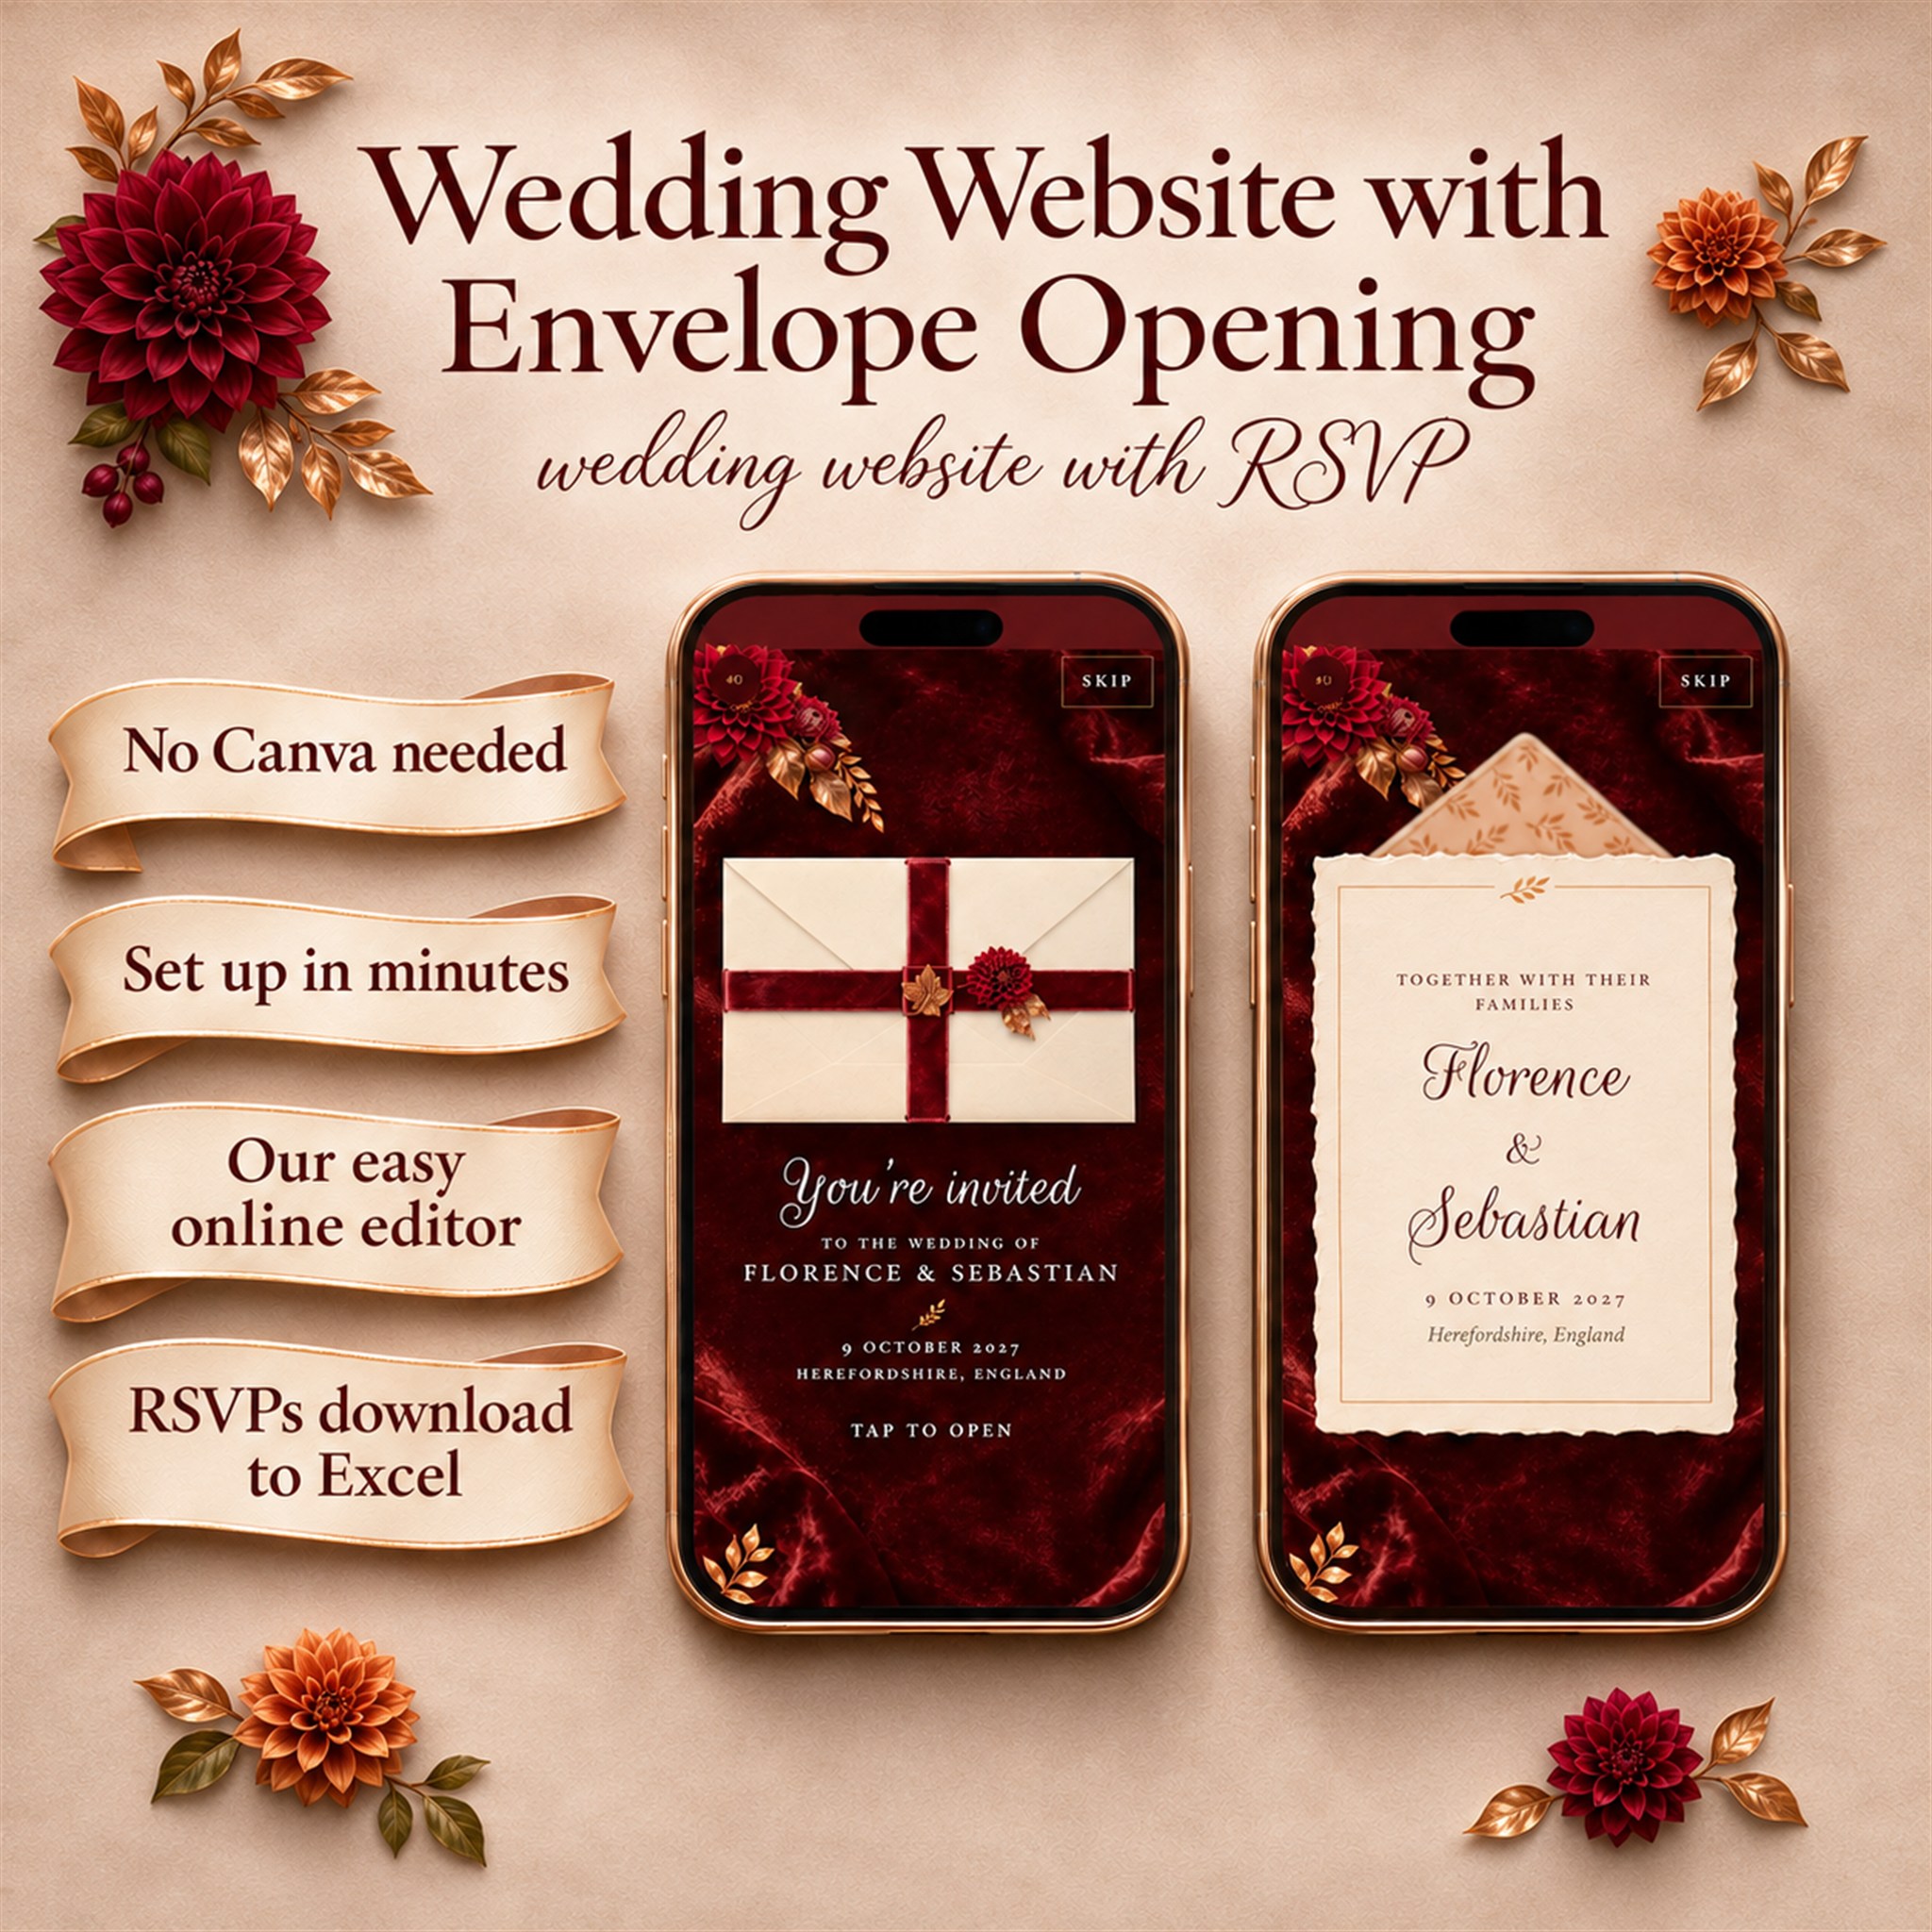 Wedding Website with
Envelope Opening
wedding website with RSVP
No Canva needed
Set up in minutes
Our easy
online editor
RSVPs download
to Excel
SKIP
You're invited
TO THE WEDDING OF
FLORENCE & SEBASTIAN
9 OCTOBER 2027
HEREFORDSHIRE, ENGLAND
TAP TO OPEN
SKIP
TOGETHER WITH THEIR
FAMILIES
Florence
&
Sebastian
9 OCTOBER 2027
Herefordshire, England